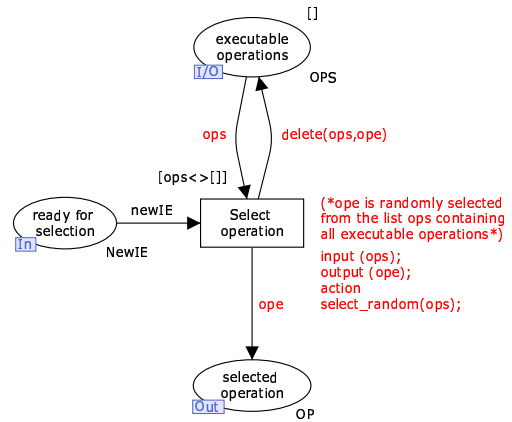 []
executable
operations
I/O
OPS
ops
delete(ops,ope)
[ops<>[]]
ready for
selection
In
NewIE
newIE
Select
operation
(*ope is randomly selected
from the list ops containing
all executable operations*)
input (ops);
output (ope);
action
select_random(ops);
ope
selected
operation
Out
OP